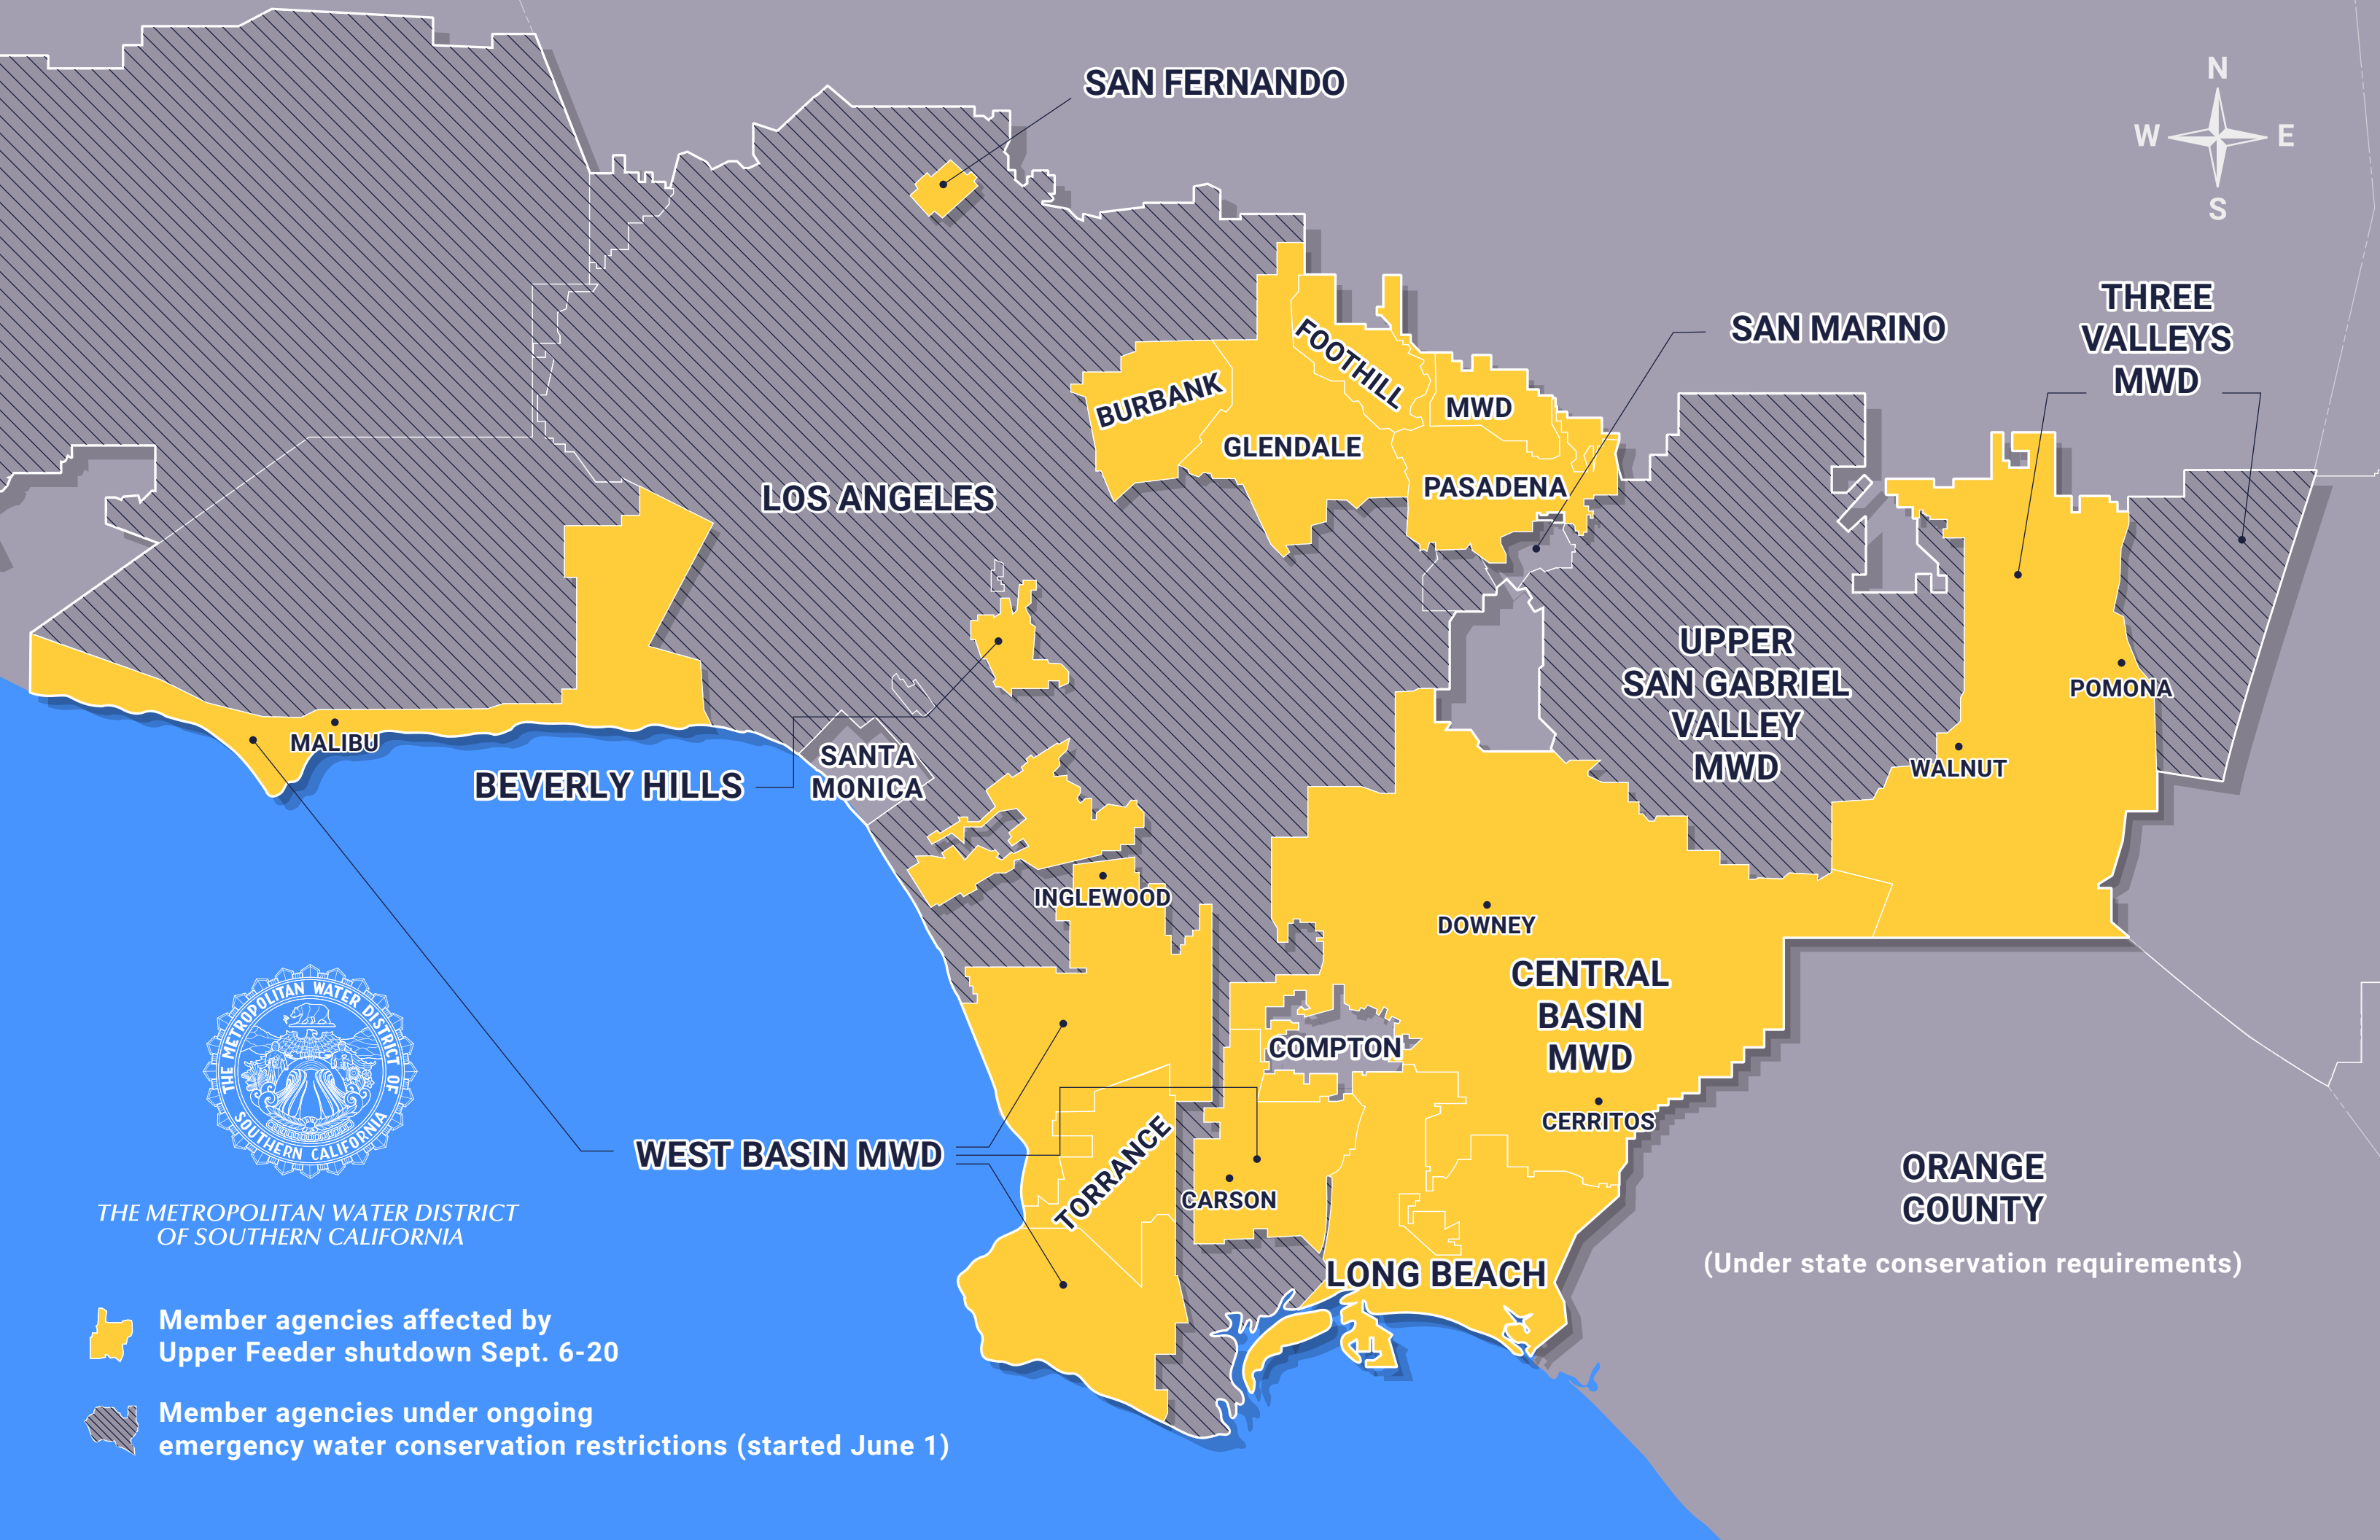 SAN FERNANDO
N
W
E
S
THREE
VALLEYS
MWD
SAN MARINO
FOOTHILL
MWD
BURBANK
GLENDALE
PASADENA
LOS ANGELES
UPPER
SAN GABRIEL
VALLEY
MWD
POMONA
WALNUT
MALIBU
SANTA
MONICA
BEVERLY HILLS
INGLEWOOD
DOWNEY
CENTRAL
BASIN
MWD
COMPTON
CERRITOS
WEST BASIN MWD
TORRANCE
CARSON
LONG BEACH
ORANGE
COUNTY
(Under state conservation requirements)
THE METROPOLITAN WATER DISTRICT OF
SOUTHERN CALIFORNIA
THE METROPOLITAN WATER DISTRICT
OF SOUTHERN CALIFORNIA
Member agencies affected by
Upper Feeder shutdown Sept. 6-20
Member agencies under ongoing
emergency water conservation restrictions (started June 1)